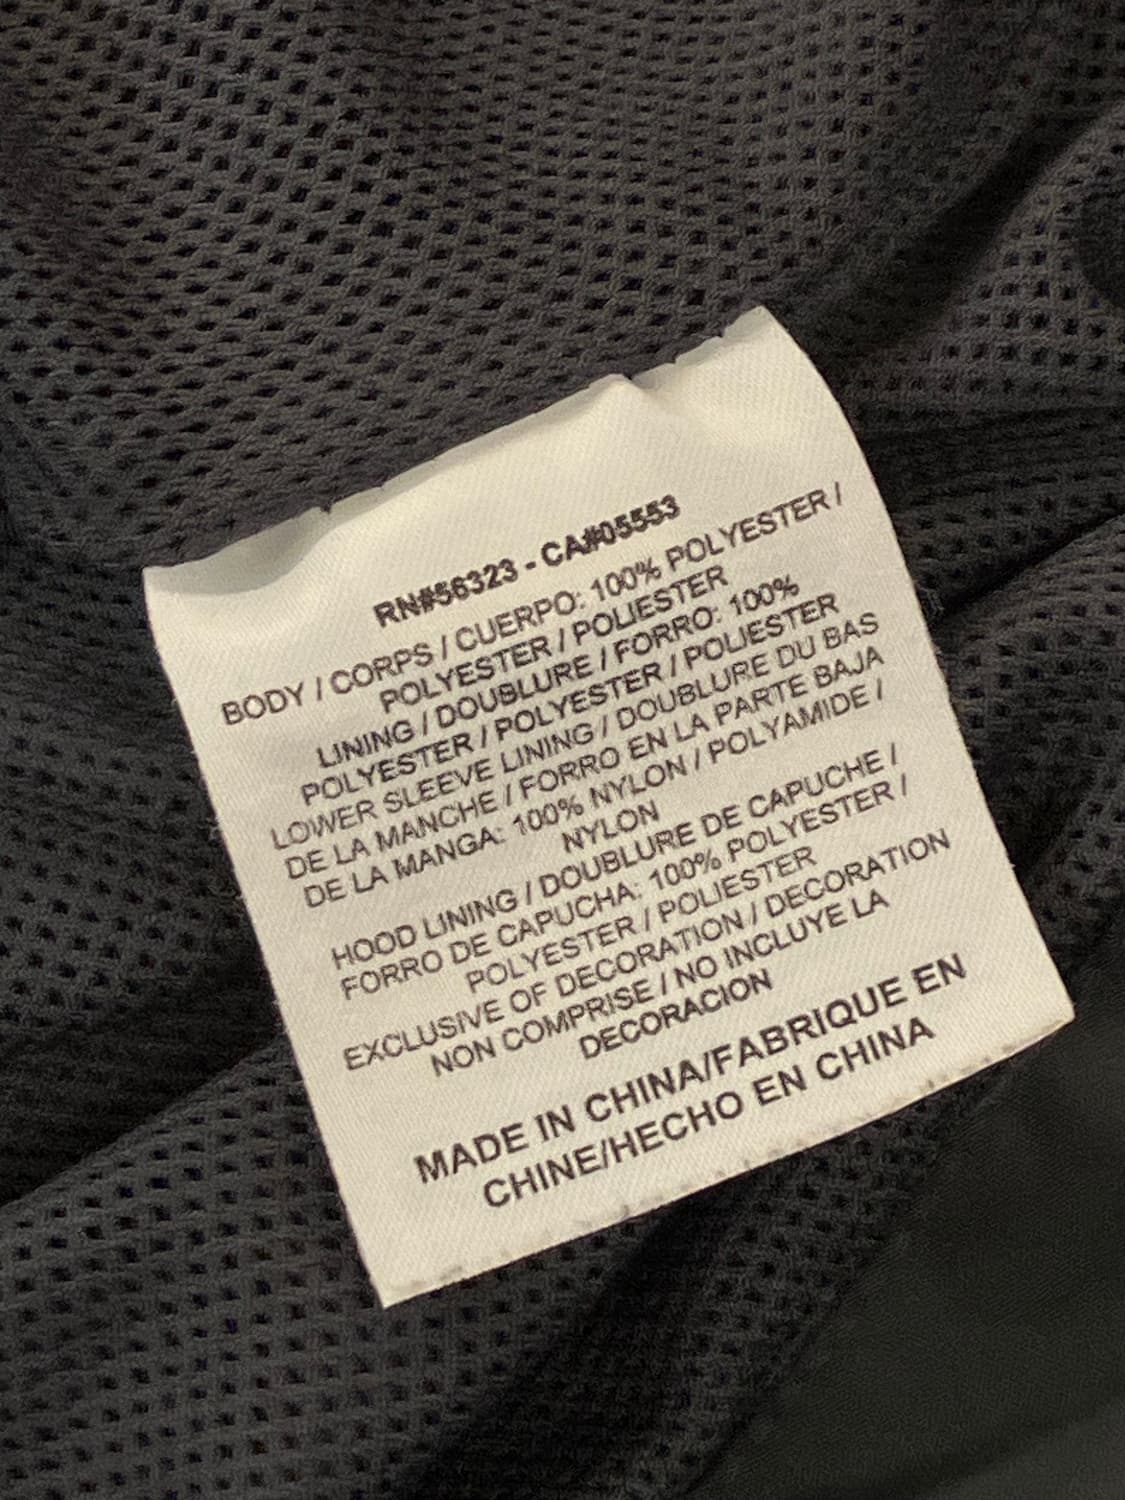 RN#56323 - CA#05553
BODY / CORPS / CUERPO: 100% POLYESTER /
POLYESTER / POLIESTER
LINING / DOUBLURE / FORRO: 100%
POLYESTER / POLYESTER / POLIESTER
LOWER SLEEVE LINING / DOUBLURE DU BAS
DE LA MANCHE / FORRO EN LA PARTE BAJA
DE LA MANGA: 100% NYLON / POLYAMIDE /
NYLON
HOOD LINING / DOUBLURE DE CAPUCHE /
FORRO DE CAPUCHA: 100% POLYESTER /
POLYESTER / POLIESTER
EXCLUSIVE OF DECORATION / DECORATION
NON COMPRISE / NO INCLUYE LA
DECORACION
MADE IN CHINA/FABRIQUE EN
CHINE/HECHO EN CHINA